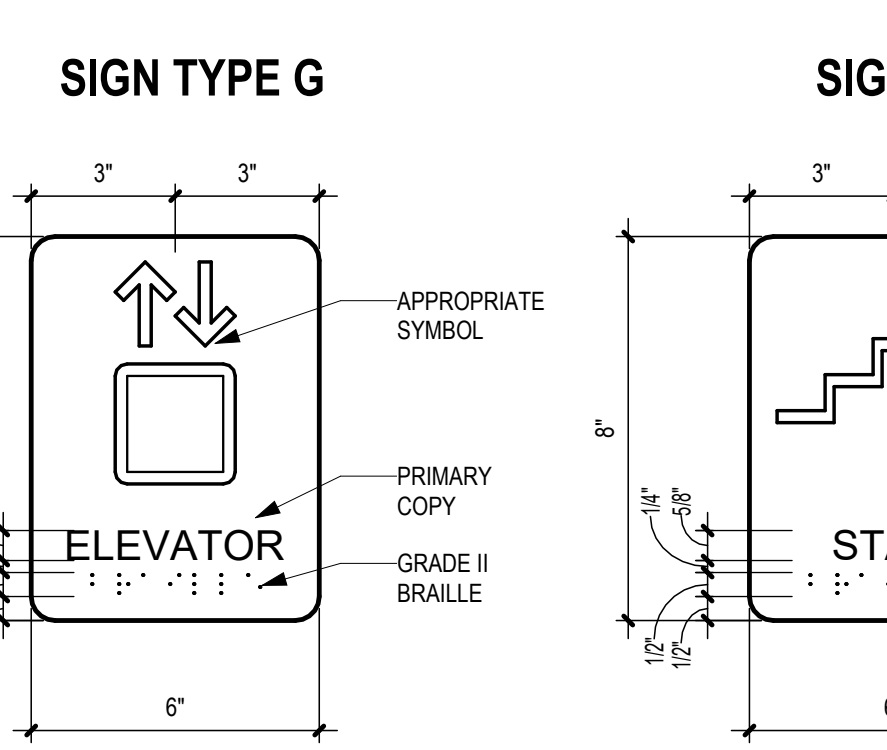 SIGN TYPE G
3"
3"
APPROPRIATE
SYMBOL
PRIMARY
COPY
ELEVATOR
GRADE II
BRAILLE
6"
SIG
3"
8"
1/4"
5/8"
STA
1/2"
1/2"